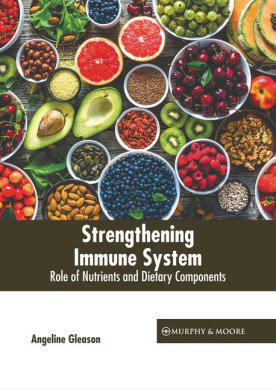 Strengthening
Immune System
Role of Nutrients and Dietary Components
Angeline Gleason
MURPHY & MOORE